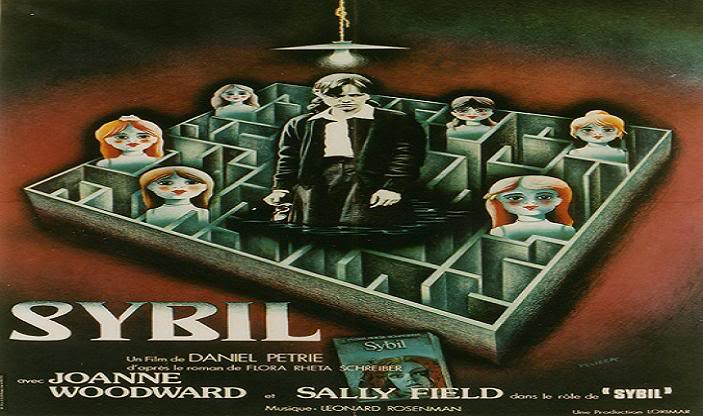 SYBIL
Un Film de DANIEL PETRIE
d'après le roman de FLORA RHETA SCHREIBER
Sybil
avec JOANNE WOODWARD et SALLY FIELD dans le rôle de "SYBIL"
Musique. LEONARD ROSENMAN
Une Production LORIMAR